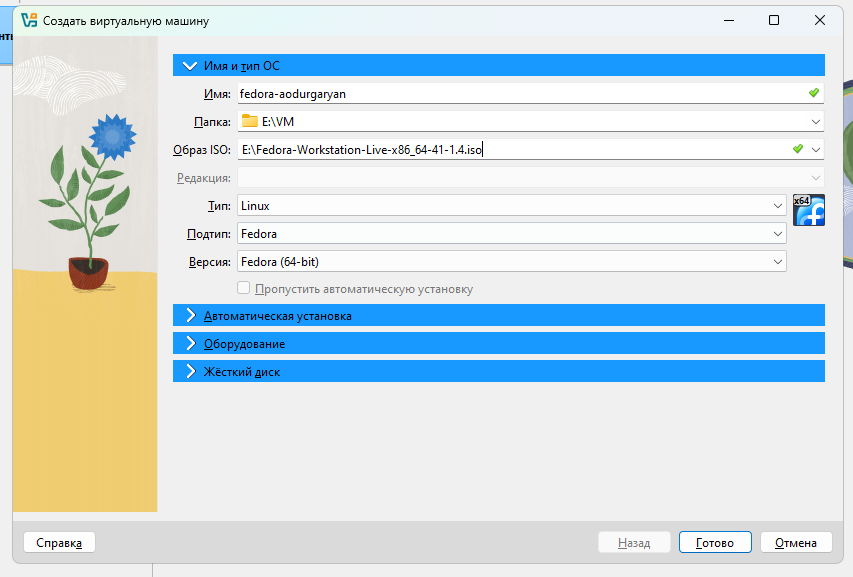 Создать виртуальную машину
Имя и тип ОС
Имя: fedora-aodurgaryan
Папка: E:\VM
Образ ISO: E:\Fedora-Workstation-Live-x86_64-41-1.4.iso
Редакция:
Тип: Linux
x64
Подтип: Fedora
Версия: Fedora (64-bit)
Пропустить автоматическую установку
Автоматическая установка
Оборудование
Жёсткий диск
Справка Назад Готово Отмена